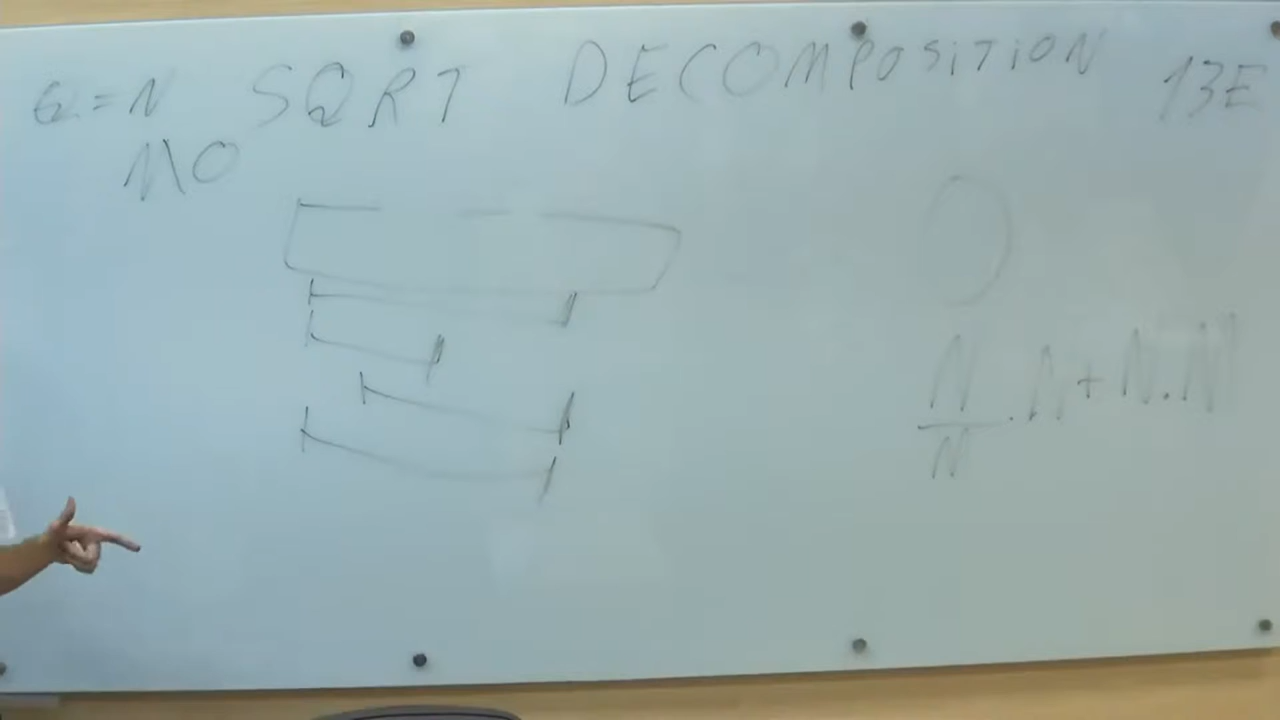 Q=N SQRT DECOMPOSITION 13E
MO
N/N . N + N . N